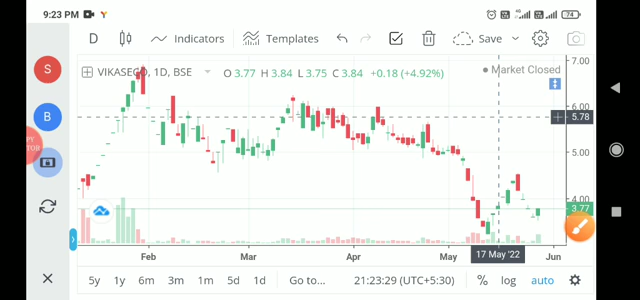 9:23 PM 74
D Indicators Templates Save
S
B
VIKASECO, 1D, BSE O 3.77 H 3.84 L 3.75 C 3.84 +0.18 (+4.92%)
Market Closed
7.00
6.00
5.78
5.00
4.00
3.77
Feb Mar Apr May 17 May '22 Jun
5y 1y 6m 3m 1m 5d 1d Go to... 21:23:29 (UTC+5:30) % log auto